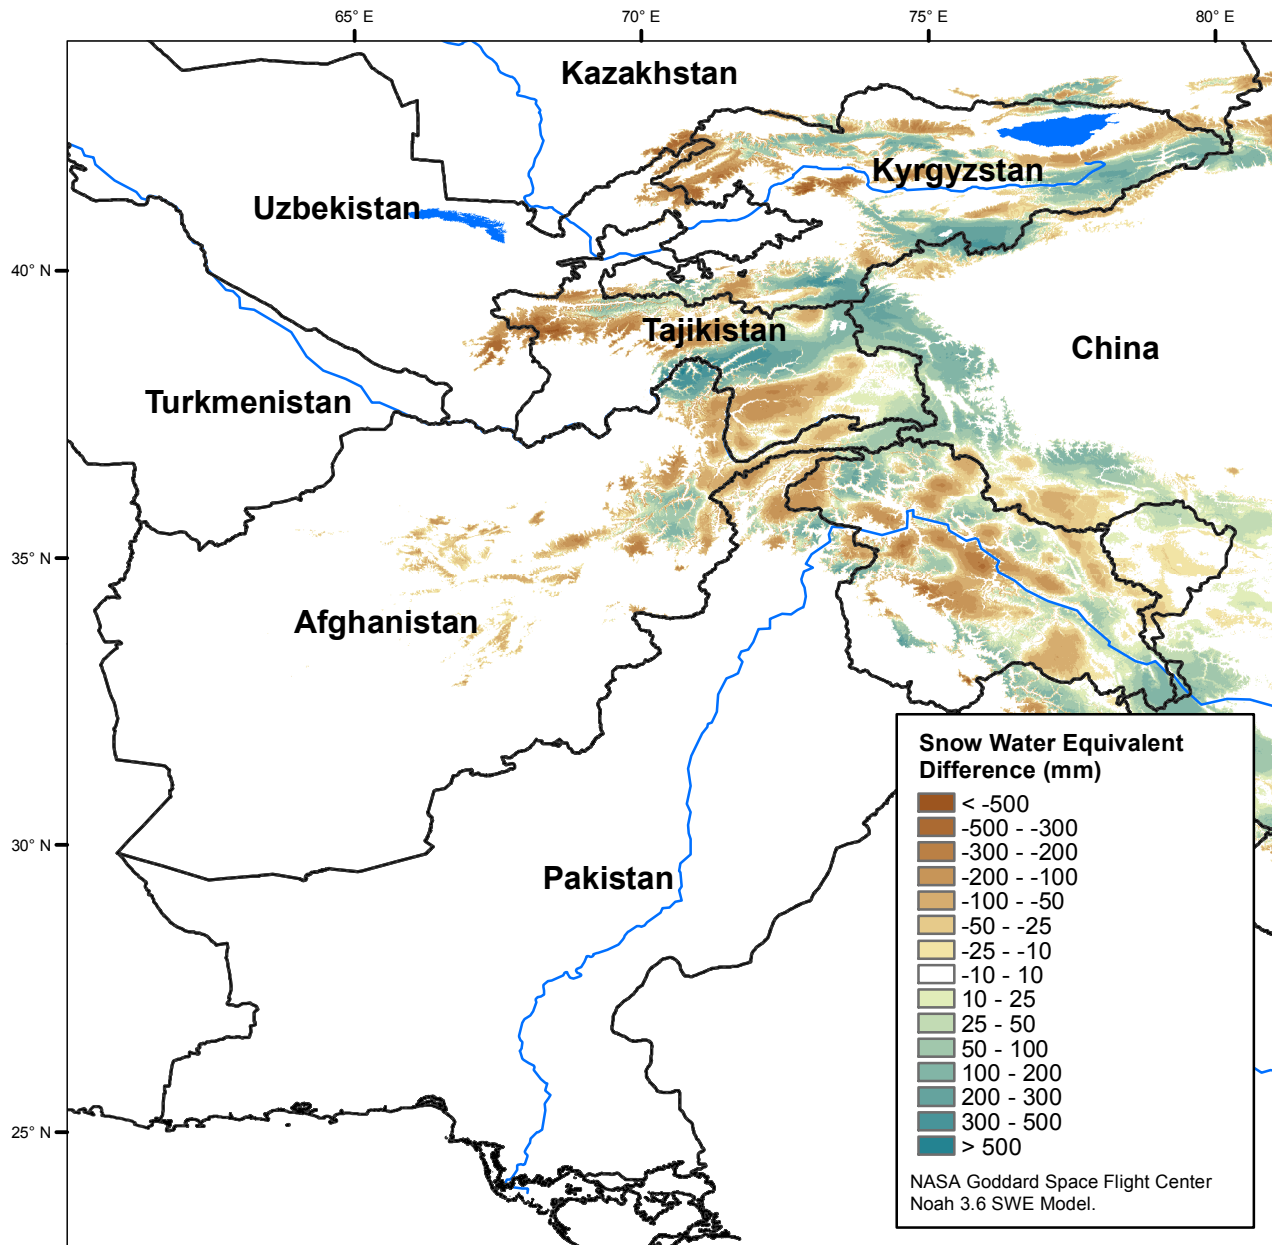 65° E 70° E 75° E 80° E
Kazakhstan
Kyrgyzstan
Uzbekistan
40° N
Tajikistan
China
Turkmenistan
35° N
Afghanistan
Snow Water Equivalent
Difference (mm)
< -500
-500 - -300
-300 - -200
-200 - -100
-100 - -50
-50 - -25
-25 - -10
-10 - 10
10 - 25
25 - 50
50 - 100
100 - 200
200 - 300
300 - 500
> 500
NASA Goddard Space Flight Center
Noah 3.6 SWE Model.
30° N
Pakistan
25° N